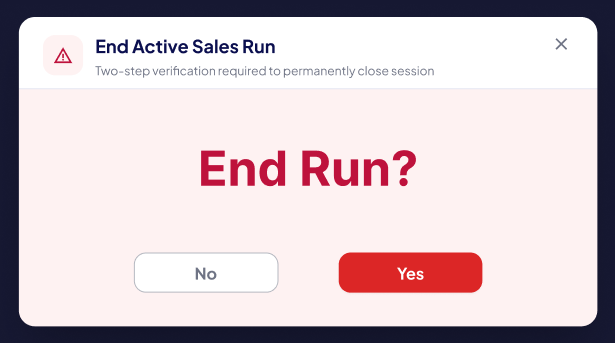 End Active Sales Run
Two-step verification required to permanently close session
End Run?
No
Yes